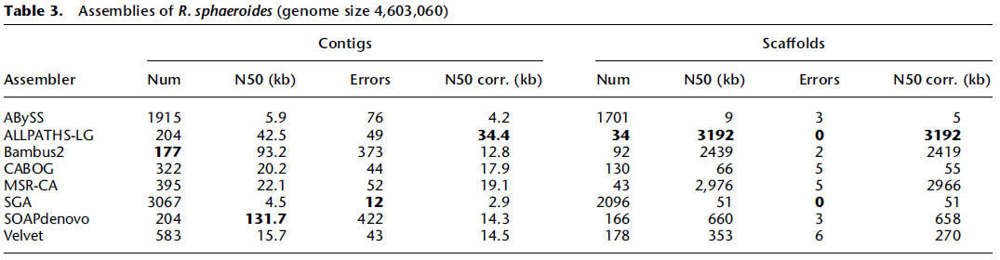 Table 3. Assemblies of R. sphaeroides (genome size 4,603,060)
Contigs Scaffolds
Assembler Num N50 (kb) Errors N50 corr. (kb) Num N50 (kb) Errors N50 corr. (kb)
ABySS 1915 5.9 76 4.2 1701 9 3 5
ALLPATHS-LG 204 42.5 49 34.4 34 3192 0 3192
Bambus2 177 93.2 373 12.8 92 2439 2 2419
CABOG 322 20.2 44 17.9 130 66 5 55
MSR-CA 395 22.1 52 19.1 43 2,976 5 2966
SGA 3067 4.5 12 2.9 2096 51 0 51
SOAPdenovo 204 131.7 422 14.3 166 660 3 658
Velvet 583 15.7 43 14.5 178 353 6 270